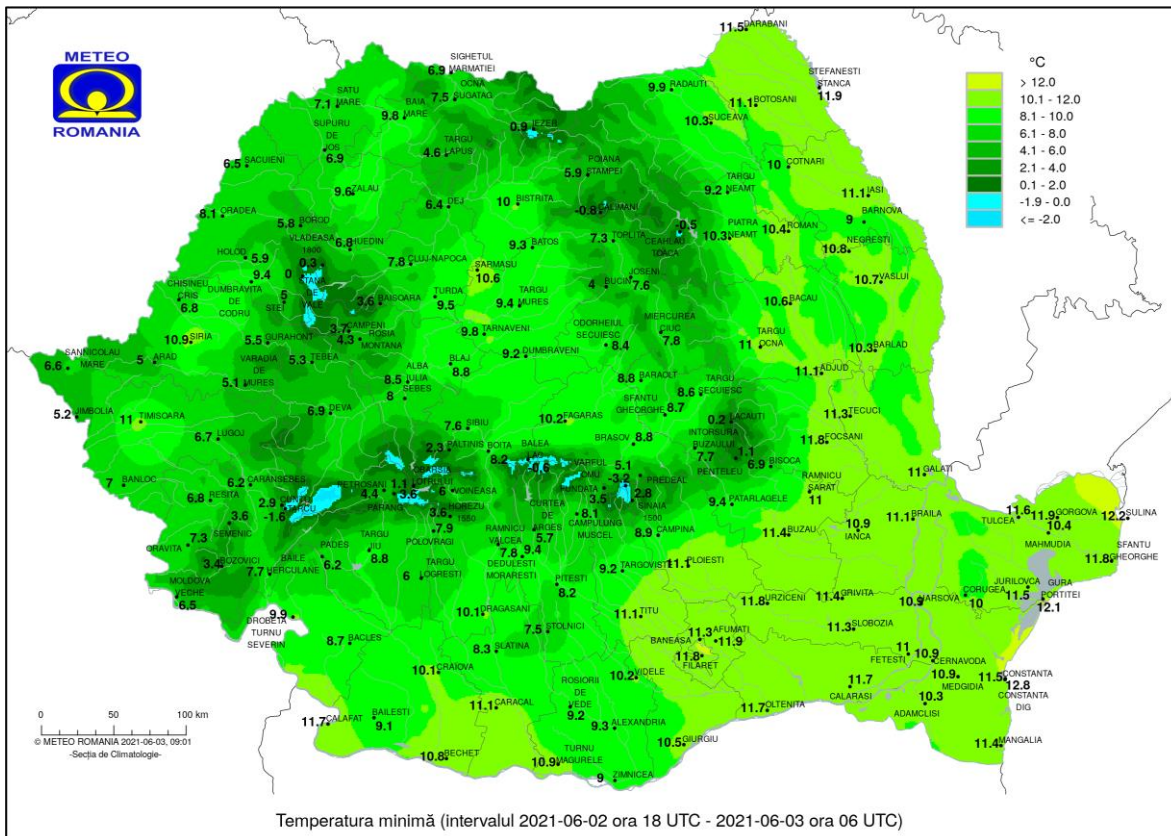 METEO
ROMANIA
°C
> 12.0
10.1 - 12.0
8.1 - 10.0
6.1 - 8.0
4.1 - 6.0
2.1 - 4.0
0.1 - 2.0
-1.9 - 0.0
<= -2.0
11.5 DARABANI
SIGHETUL
6.9 MARMATIEI
OCNA
7.5 SUGATAG
9.9 RADAUTI
STEFANESTI
STANCA
11.9
SATU
7.1 MARE
BAIA
9.8 MARE
11.1 BOTOSANI
10.3 SUCEAVA
0.9 IEZER
SUPURU
DE
JOS
6.9
TARGU
4.6 LAPUS
POIANA
5.9 STAMPEI
10 COTNARI
6.5 SACUIENI
9.6 ZALAU
TARGU
9.2 NEAMT
11.1 IASI
6.4 DEJ
10 BISTRITA
-0.8 CALIMANI
BARNOVA
9
8.1 ORADEA
5.8 BOROD
-0.5
CEAHLAU
TOACA
PIATRA
10.3 NEAMT
10.4 ROMAN
VLADEASA
1800
0.3
6.8 HUEDIN
9.3 BATOS
7.3 TOPLITA
NEGRESTI
10.8
HOLOD
5.9
7.8 CLUJ-NAPOCA
SARMASU
10.6
JOSENI
7.6
10.7 VASLUI
9.4
DUMBRAVITA
DE
CODRU
0
STANA
DE
VALE
4 BUCIN
CHISINEU
CRIS
6.8
5
STEI
3.6 BAISOARA
TURDA
9.5
TARGU
9.4 MURES
10.6 BACAU
10.9 SIRIA
5.5 GURAHONT
3.7 CAMPENI
4.3 ROSIA
MONTANA
9.8 TARNAVENI
ODORHEIUL
SECUIESC
8.4
MIERCUREA
CIUC
7.8
TARGU
11 OCNA
10.3 BARLAD
SANNICOLAU
6.6 MARE
5 ARAD
VARADIA
DE
5.1 MURES
5.3 TEBEA
BLAJ
8.8
9.2 DUMBRAVENI
11.1 ADJUD
ALBA
8.5 IULIA
SEBES
8
8.8 BARAOLT
TARGU
8.6 SECUIESC
5.2 JIMBOLIA
11 TIMISOARA
6.9 DEVA
10.2 FAGARAS
SFANTU
GHEORGHE 8.7
0.2 LACAUTI
11.3 TECUCI
6.7 LUGOJ
7.6 SIBIU
BRASOV 8.8
INTORSURA
BUZAULUI
7.7
11.8 FOCSANI
2.3 PALTINIS
BOITA
8.2
BALEA
LAC
-0.6
VARFUL
OMU
-3.2
5.1
PREDEAL
1.1
PENTELEU
6.9 BISOCA
11 GALATI
7 BANLOC
6.2 CARANSEBES
PETROSANI
4.4
1.1 OBARSIA
LOTRULUI
6 VOINEASA
FUNDATA
3.5
2.8
SINAIA
1500
RAMNICU
SARAT
11
6.8 RESITA
2.9 CUNTU
-1.6 TARCU
-3.6
PARANG
3.6 HOREZU
1550
CURTEA
DE
ARGES
5.7
8.1
CAMPULUNG
MUSCEL
9.4 PATARLAGELE
3.6
SEMENIC
7.9
POLOVRAGI
8.9 CAMPINA
11.4 BUZAU
10.9
IANCA
11.1 BRAILA
11.6
TULCEA
11.9 GORGOVA
10.4
MAHMUDIA
12.2 SULINA
7.3
ORAVITA
TARGU
JIU
8.8
RAMNICU
VALCEA
7.8
9.4
DEDULESTI
MORARESTI
3.4 BOZOVICI
BAILE
7.7 HERCULANE
PADES
6.2
TARGU
6 LOGRESTI
PITESTI
8.2
9.2 TARGOVISTE
11.1 PLOIESTI
SFANTU
11.8 GHEORGHE
MOLDOVA
VECHE
6.5
JURILOVCA
11.5
GURA
PORTITEI
12.1
CORUGEA
10
9.9
DROBETA
TURNU
SEVERIN
10.1 DRAGASANI
7.5 STOLNICI
11.1 TITU
11.8 URZICENI
11.4 GRIVITA
10.9 HARSOVA
8.7 BACLES
8.3 SLATINA
BANEASA
11.3 AFUMATI
11.9
11.8
FILARET
11.3 SLOBOZIA
11
FETESTI
10.9
CERNAVODA
10.1 CRAIOVA
10.2 VIDELE
10.9
MEDGIDIA
11.5 CONSTANTA
12.8
CONSTANTA
DIG
ROSIORII
DE
VEDE
9.2
11.7
CALARASI
10.3
ADAMCLISI
11.1 CARACAL
11.7 CALAFAT
BAILESTI
9.1
9.3 ALEXANDRIA
11.7 OLTENITA
10.5 GIURGIU
11.4 MANGALIA
10.8 BECHET
TURNU
10.9 MAGURELE
9 ZIMNICEA
0 50 100 km
© METEO ROMANIA 2021-06-03, 09:01
-Secția de Climatologie-
Temperatura minimă (intervalul 2021-06-02 ora 18 UTC - 2021-06-03 ora 06 UTC)